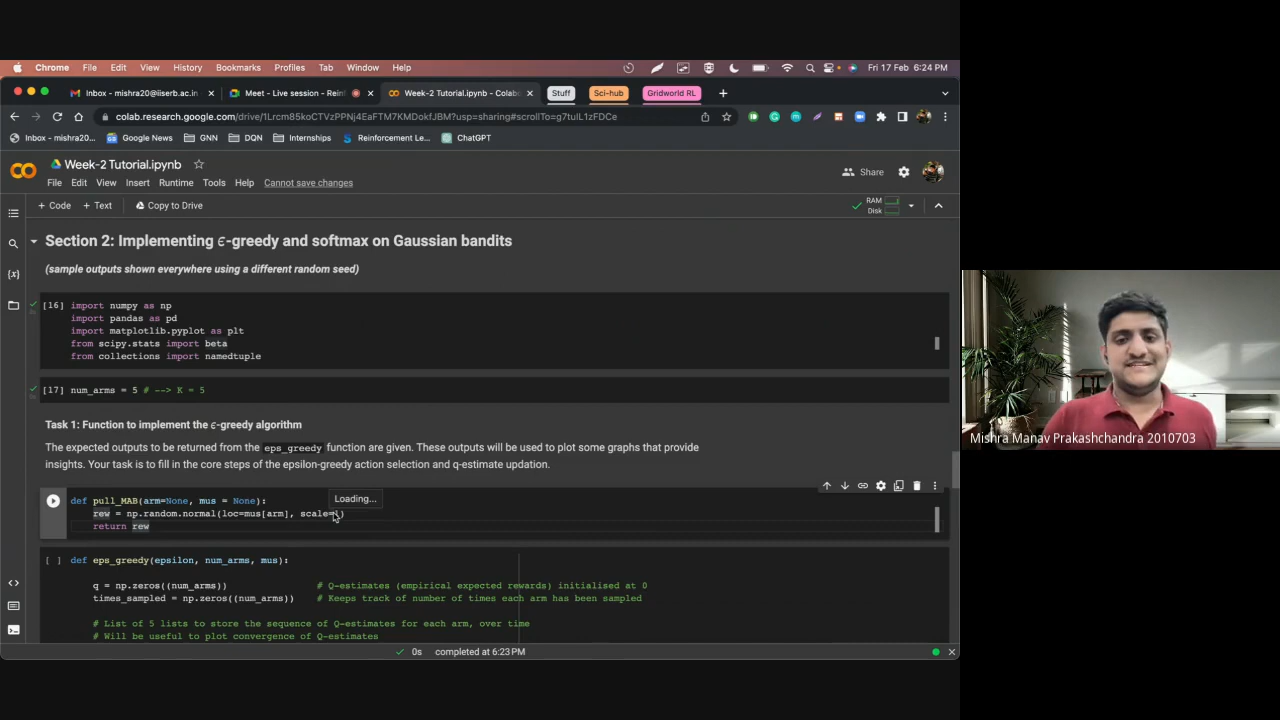 Chrome File Edit View History Bookmarks Profiles Tab Window Help Fri 17 Feb 6:24 PM
Inbox - mishra20@iiserb.ac.in Meet - Live session - Rein Week-2 Tutorial.ipynb - Colab Stuff Sci-hub Gridworld RL
colab.research.google.com/drive/1Lrcm85koCTVzPPNj4EaFTM7KMDokfJBM?usp=sharing#scrollTo=g7tulL1zFDCe
Inbox - mishra20... Google News GNN DQN Internships Reinforcement Le... ChatGPT
Week-2 Tutorial.ipynb
File Edit View Insert Runtime Tools Help Cannot save changes
Share
+ Code + Text Copy to Drive
RAM
Disk
Section 2: Implementing ϵ-greedy and softmax on Gaussian bandits
(sample outputs shown everywhere using a different random seed)
[16] import numpy as np
import pandas as pd
import matplotlib.pyplot as plt
from scipy.stats import beta
from collections import namedtuple
[17] num_arms = 5 # --> K = 5
Task 1: Function to implement the ϵ-greedy algorithm
The expected outputs to be returned from the eps_greedy function are given. These outputs will be used to plot some graphs that provide
insights. Your task is to fill in the core steps of the epsilon-greedy action selection and q-estimate updation.
Loading...
def pull_MAB(arm=None, mus = None):
rew = np.random.normal(loc=mus[arm], scale=)
return rew
[ ] def eps_greedy(epsilon, num_arms, mus):
q = np.zeros((num_arms)) # Q-estimates (empirical expected rewards) initialised at 0
times_sampled = np.zeros((num_arms)) # Keeps track of number of times each arm has been sampled
# List of 5 lists to store the sequence of Q-estimates for each arm, over time
# Will be useful to plot convergence of Q-estimates
0s completed at 6:23 PM
Mishra Manav Prakashchandra 2010703